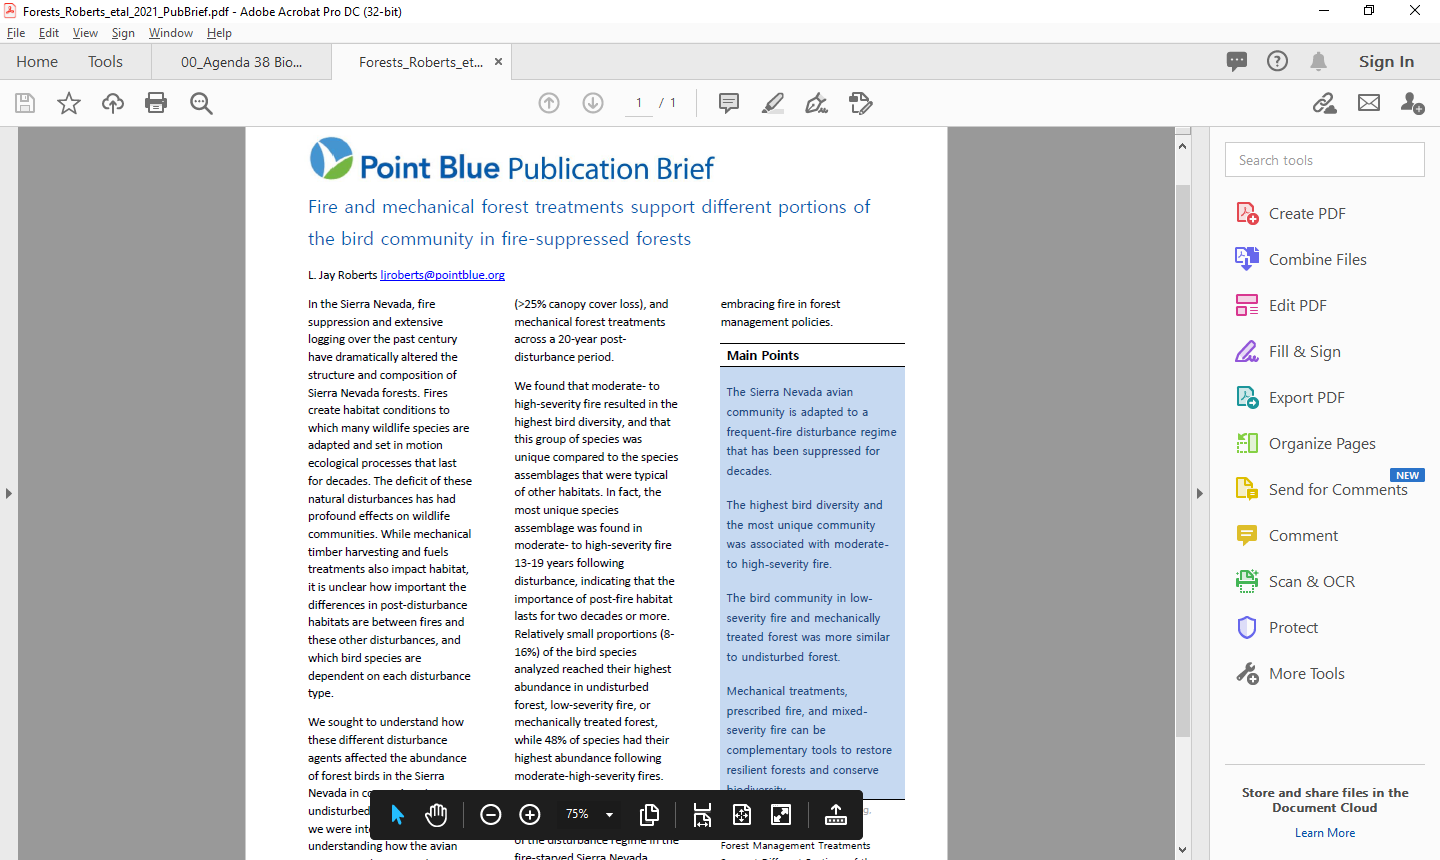 Forests_Roberts_etal_2021_PubBrief.pdf - Adobe Acrobat Pro DC (32-bit)
File Edit View Sign Window Help
Home Tools 00_Agenda 38 Bio... Forests_Roberts_et... × Sign In
1 / 1
Point Blue Publication Brief
Fire and mechanical forest treatments support different portions of
the bird community in fire-suppressed forests
L. Jay Roberts ljroberts@pointblue.org
In the Sierra Nevada, fire
suppression and extensive
logging over the past century
have dramatically altered the
structure and composition of
Sierra Nevada forests. Fires
create habitat conditions to
which many wildlife species are
adapted and set in motion
ecological processes that last
for decades. The deficit of these
natural disturbances has had
profound effects on wildlife
communities. While mechanical
timber harvesting and fuels
treatments also impact habitat,
it is unclear how important the
differences in post-disturbance
habitats are between fires and
these other disturbances, and
which bird species are
dependent on each disturbance
type.
We sought to understand how
these different disturbance
agents affected the abundance
of forest birds in the Sierra
Nevada in
undisturbed
we were
understanding how the avian
(>25% canopy cover loss), and
mechanical forest treatments
across a 20-year post-
disturbance period.
We found that moderate- to
high-severity fire resulted in the
highest bird diversity, and that
this group of species was
unique compared to the species
assemblages that were typical
of other habitats. In fact, the
most unique species
assemblage was found in
moderate- to high-severity fire
13-19 years following
disturbance, indicating that the
importance of post-fire habitat
lasts for two decades or more.
Relatively small proportions (8-
16%) of the bird species
analyzed reached their highest
abundance in undisturbed
forest, low-severity fire, or
mechanically treated forest,
while 48% of species had their
highest abundance following
moderate-high-severity fires.
of the disturbance regime in the
fire-starved Sierra Nevada
embracing fire in forest
management policies.
Main Points
The Sierra Nevada avian
community is adapted to a
frequent-fire disturbance regime
that has been suppressed for
decades.
The highest bird diversity and
the most unique community
was associated with moderate-
to high-severity fire.
The bird community in low-
severity fire and mechanically
treated forest was more similar
to undisturbed forest.
Mechanical treatments,
prescribed fire, and mixed-
severity fire can be
complementary tools to restore
resilient forests and conserve
biodiversity.
Forest Management Treatments
75%
Search tools
Create PDF
Combine Files
Edit PDF
Fill & Sign
Export PDF
Organize Pages
NEW
Send for Comments
Comment
Scan & OCR
Protect
More Tools
Store and share files in the
Document Cloud
Learn More